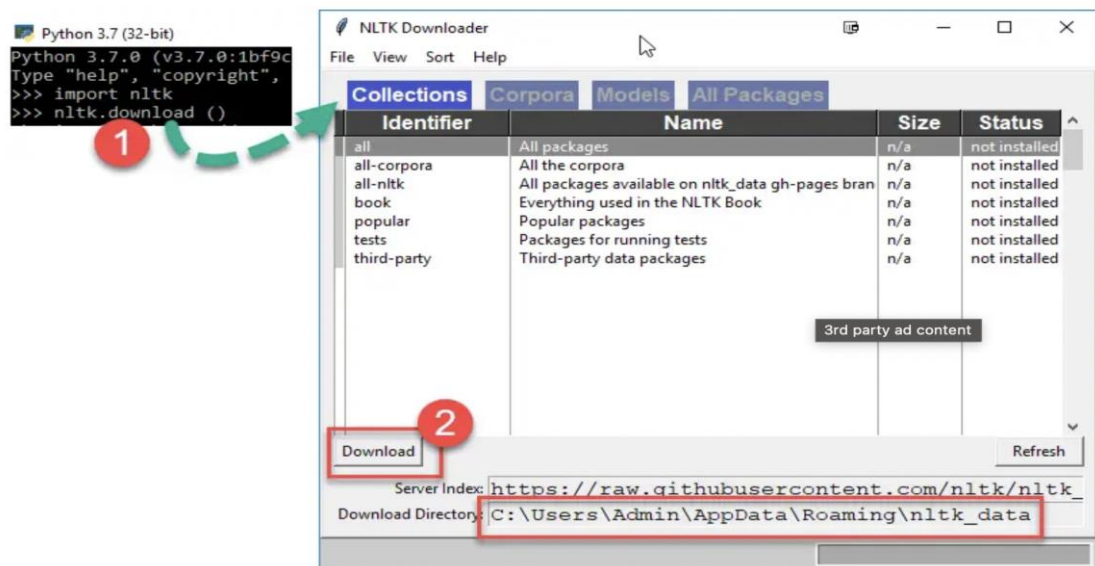 Python 3.7 (32-bit)
Python 3.7.0 (v3.7.0:1bf9c
Type "help", "copyright",
>>> import nltk
>>> nltk.download ()
1
NLTK Downloader
File View Sort Help
Collections Corpora Models All Packages
Identifier Name Size Status
all All packages n/a not installed
all-corpora All the corpora n/a not installed
all-nltk All packages available on nltk_data gh-pages bran n/a not installed
book Everything used in the NLTK Book n/a not installed
popular Popular packages n/a not installed
tests Packages for running tests n/a not installed
third-party Third-party data packages n/a not installed
3rd party ad content
2
Download Refresh
Server Index: https://raw.githubusercontent.com/nltk/nltk_
Download Directory: C:\Users\Admin\AppData\Roaming\nltk_data